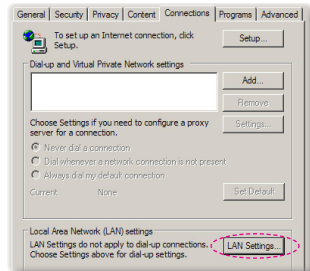 General Security Privacy Content Connections Programs Advanced
To set up an Internet connection, click Setup.
Setup...
Dial-up and Virtual Private Network settings
Add...
Remove
Choose Settings if you need to configure a proxy server for a connection.
Settings...
Never dial a connection
Dial whenever a network connection is not present
Always dial my default connection
Current None
Set Default
Local Area Network (LAN) settings
LAN Settings do not apply to dial-up connections. Choose Settings above for dial-up settings.
LAN Settings...